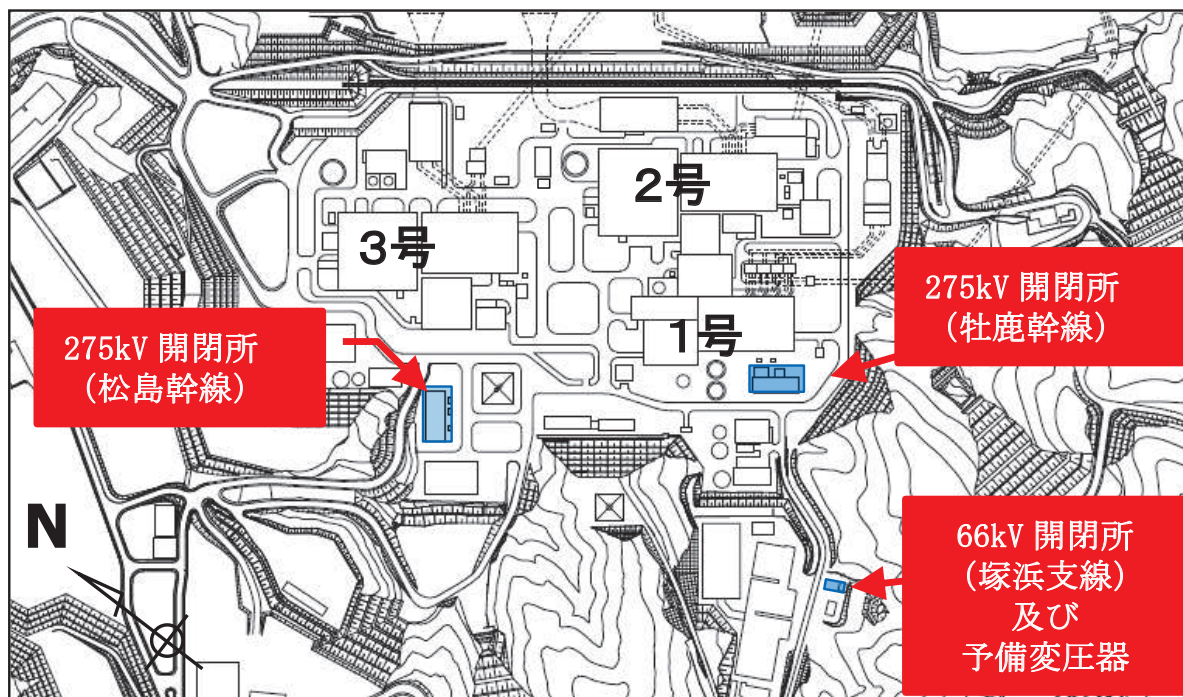 2号
3号
275kV 開閉所
(牡鹿幹線)
1号
275kV 開閉所
(松島幹線)
N
66kV 開閉所
(塚浜支線)
及び
予備変圧器